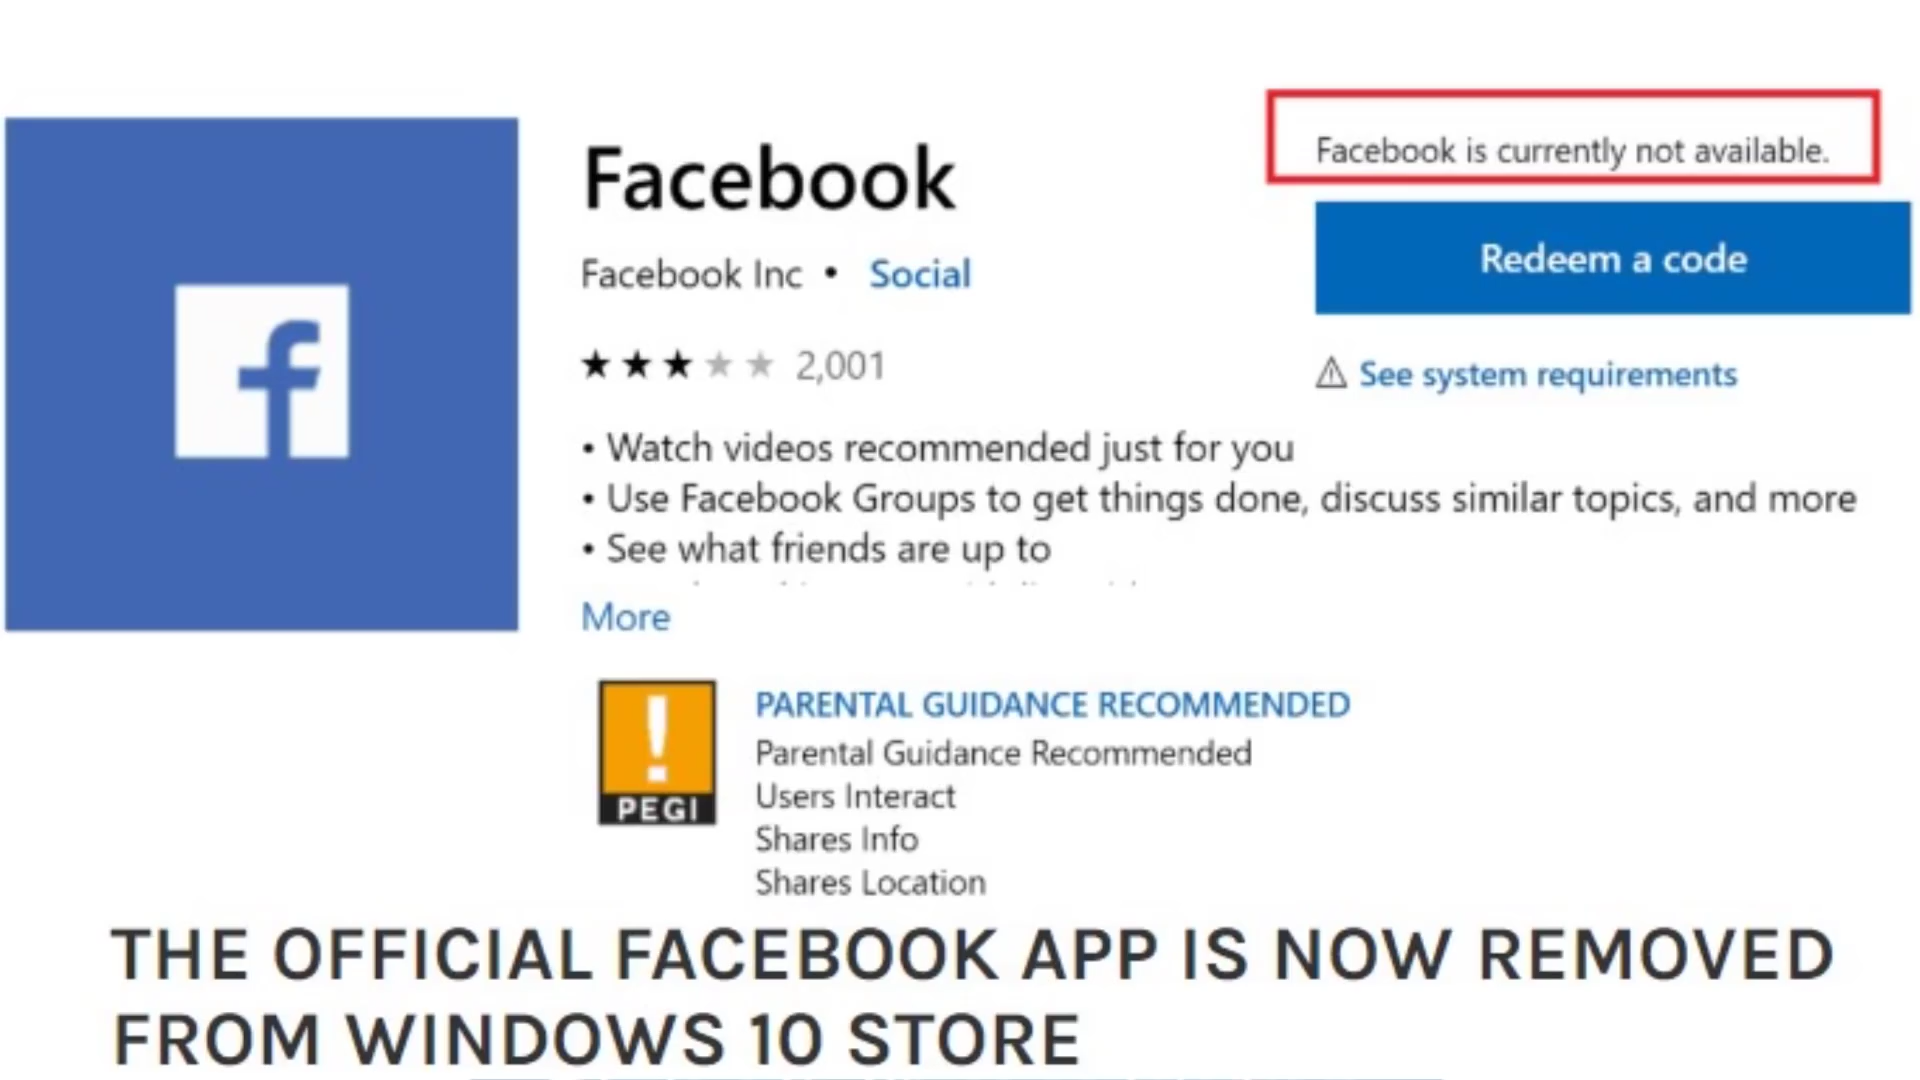 Facebook
Facebook is currently not available.
Redeem a code
Facebook Inc • Social
2,001
See system requirements
• Watch videos recommended just for you
• Use Facebook Groups to get things done, discuss similar topics, and more
• See what friends are up to
More
PEGI
PARENTAL GUIDANCE RECOMMENDED
Parental Guidance Recommended
Users Interact
Shares Info
Shares Location
THE OFFICIAL FACEBOOK APP IS NOW REMOVED
FROM WINDOWS 10 STORE